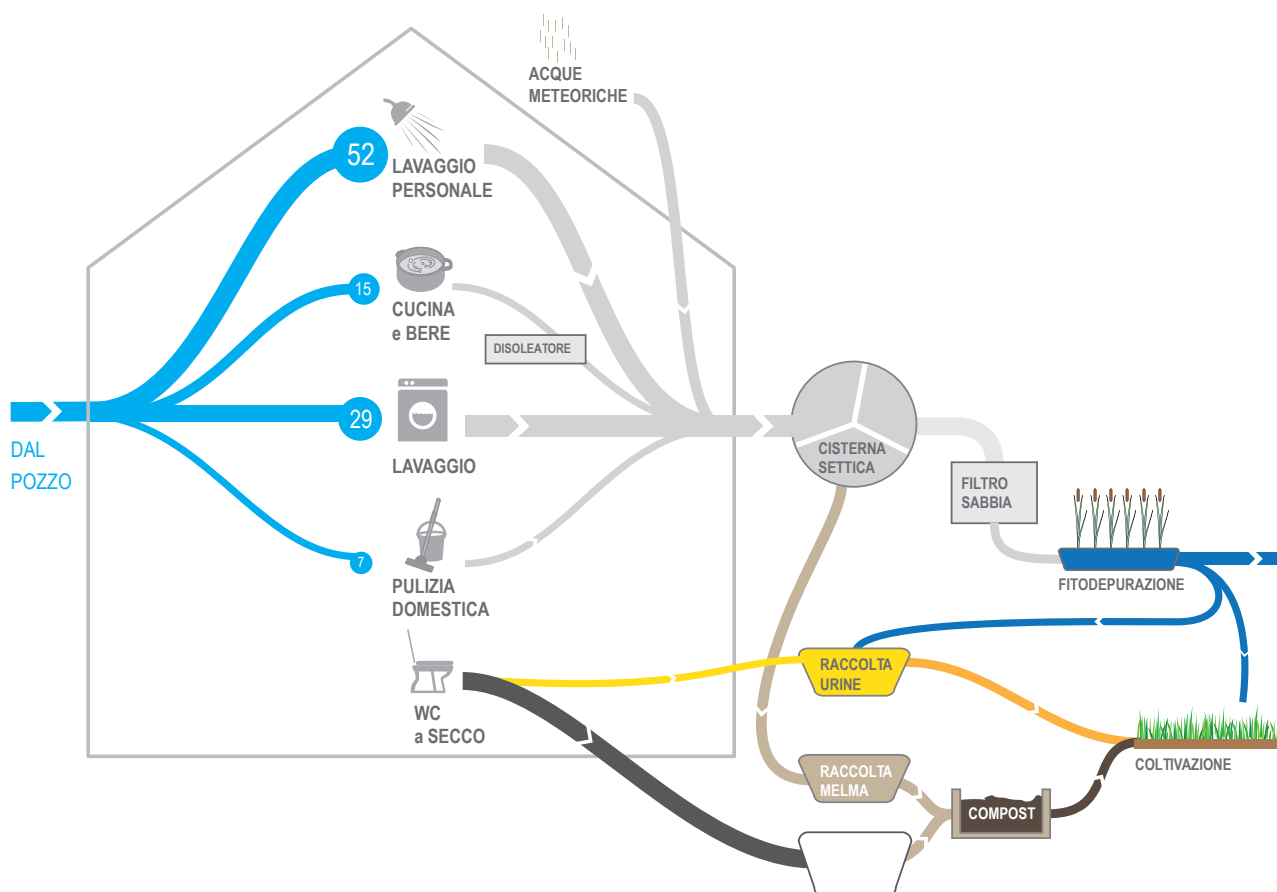 ACQUE
METEORICHE
52
LAVAGGIO
PERSONALE
15
CUCINA
e BERE
DISOLEATORE
29
LAVAGGIO
DAL
POZZO
CISTERNA
SETTICA
FILTRO
SABBIA
7
PULIZIA
DOMESTICA
FITODEPURAZIONE
RACCOLTA
URINE
WC
a SECCO
COLTIVAZIONE
RACCOLTA
MELMA
COMPOST